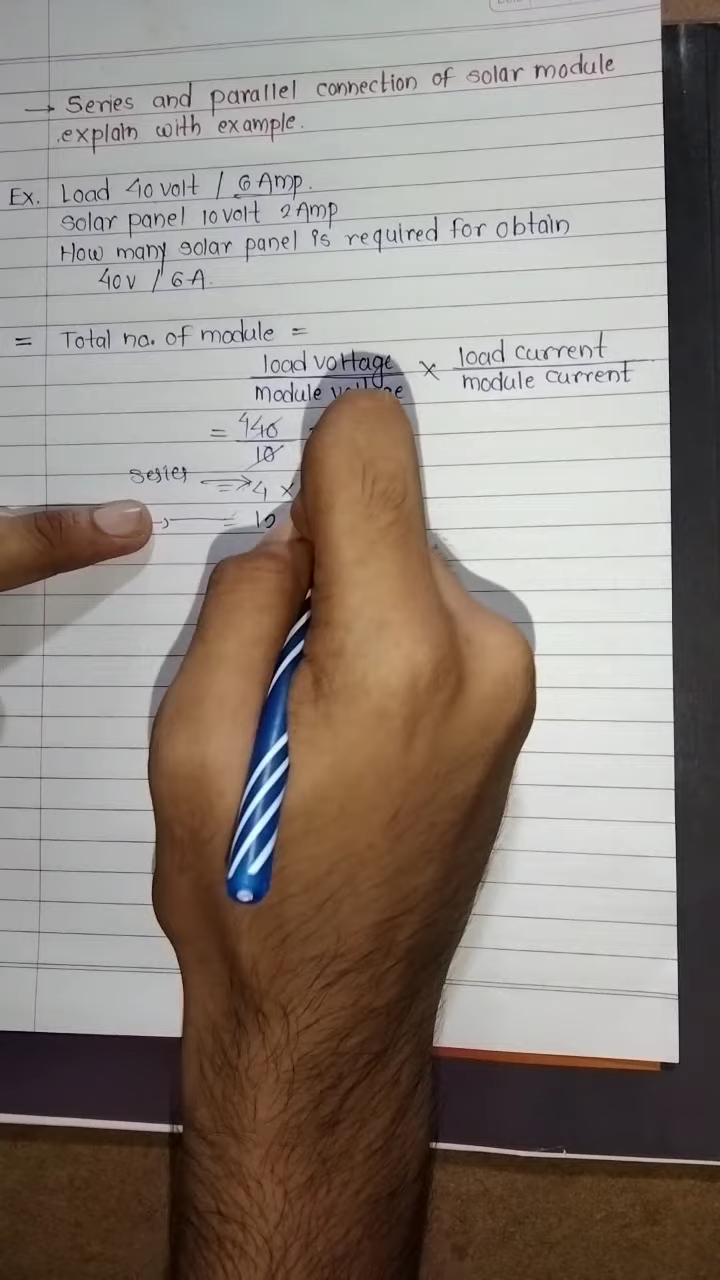 → Series and parallel connection of solar module
explain with example.
Ex. Load 40 volt / 6 Amp.
solar panel 10 volt 2 Amp
How many solar panel is required for obtain
40v / 6A.
= Total no. of module =
load voltage × load current
module module current
=
10
series ⇒ 4 ×
= 12